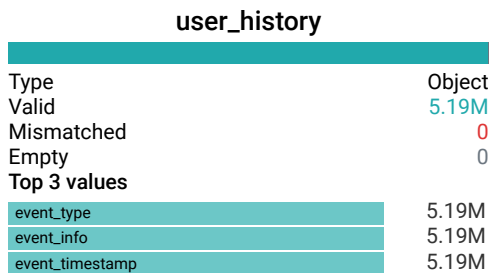 user_history
Type Object
Valid 5.19M
Mismatched 0
Empty 0
Top 3 values
event_type 5.19M
event_info 5.19M
event_timestamp 5.19M